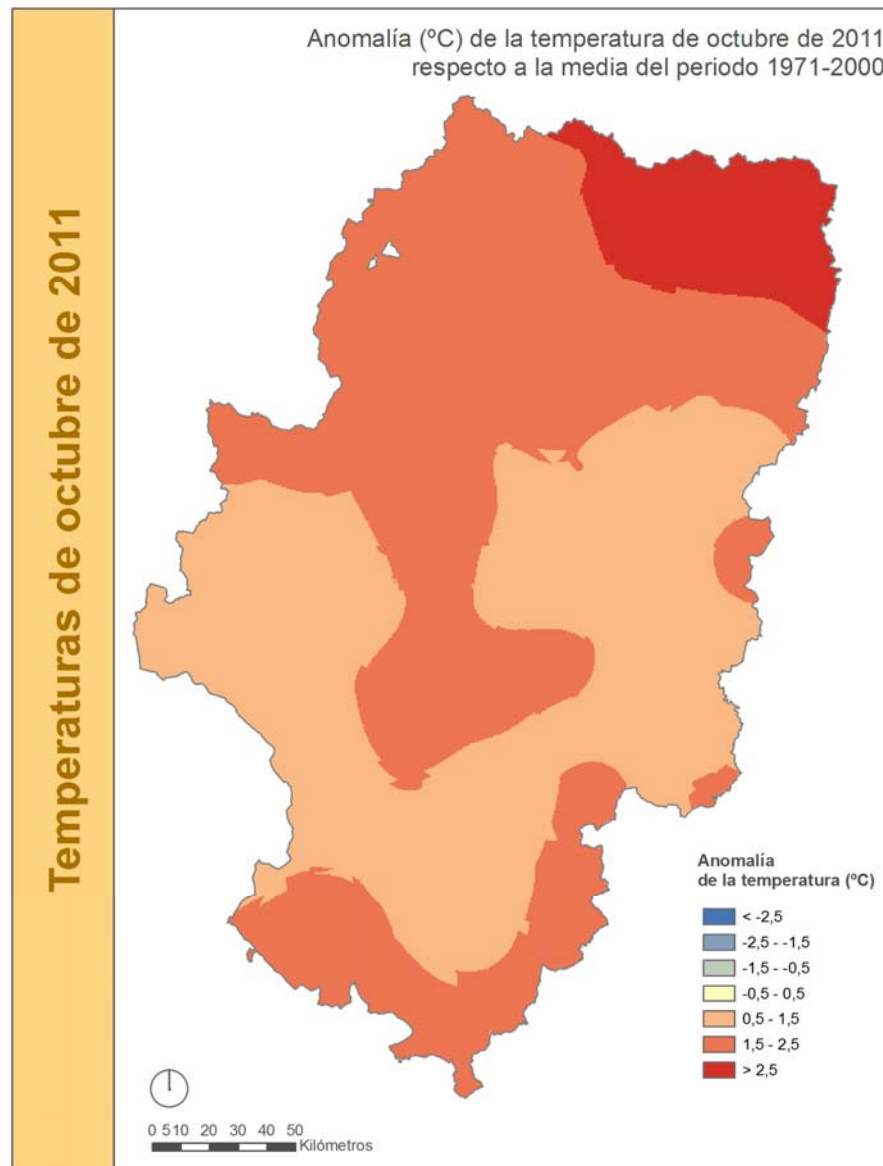 Temperaturas de octubre de 2011
Anomalía (ºC) de la temperatura de octubre de 2011
respecto a la media del periodo 1971-2000
Anomalía
de la temperatura (ºC)
< -2,5
-2,5 - -1,5
-1,5 - -0,5
-0,5 - 0,5
0,5 - 1,5
1,5 - 2,5
> 2,5
0 5 10 20 30 40 50
Kilómetros